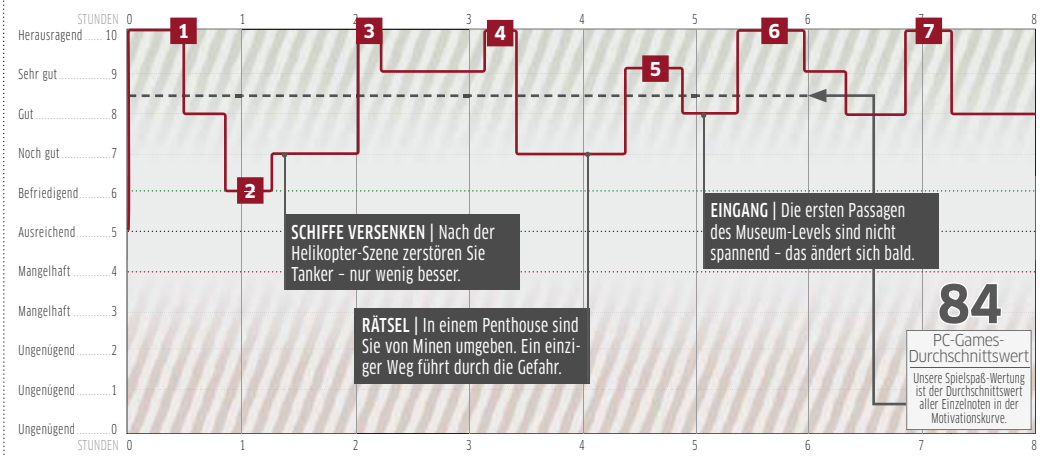 STUNDEN 0 1 2 3 4 5 6 7 8
Herausragend 10
Sehr gut 9
Gut 8
Noch gut 7
Befriedigend 6
Ausreichend 5
Mangelhaft 4
Mangelhaft 3
Ungenügend 2
Ungenügend 1
Ungenügend 0
STUNDEN 0 1 2 3 4 5 6 7 8
1
2
3
4
5
6
7
SCHIFFE VERSENKEN | Nach der
Helikopter-Szene zerstören Sie
Tanker – nur wenig besser.
RÄTSEL | In einem Penthouse sind
Sie von Minen umgeben. Ein einzi-
ger Weg führt durch die Gefahr.
EINGANG | Die ersten Passagen
des Museum-Levels sind nicht
spannend – das ändert sich bald.
84
PC-Games-
Durchschnittswert
Unsere Spielspaß-Wertung
ist der Durchschnittswert
aller Einzelnoten in der
Motivationskurve.